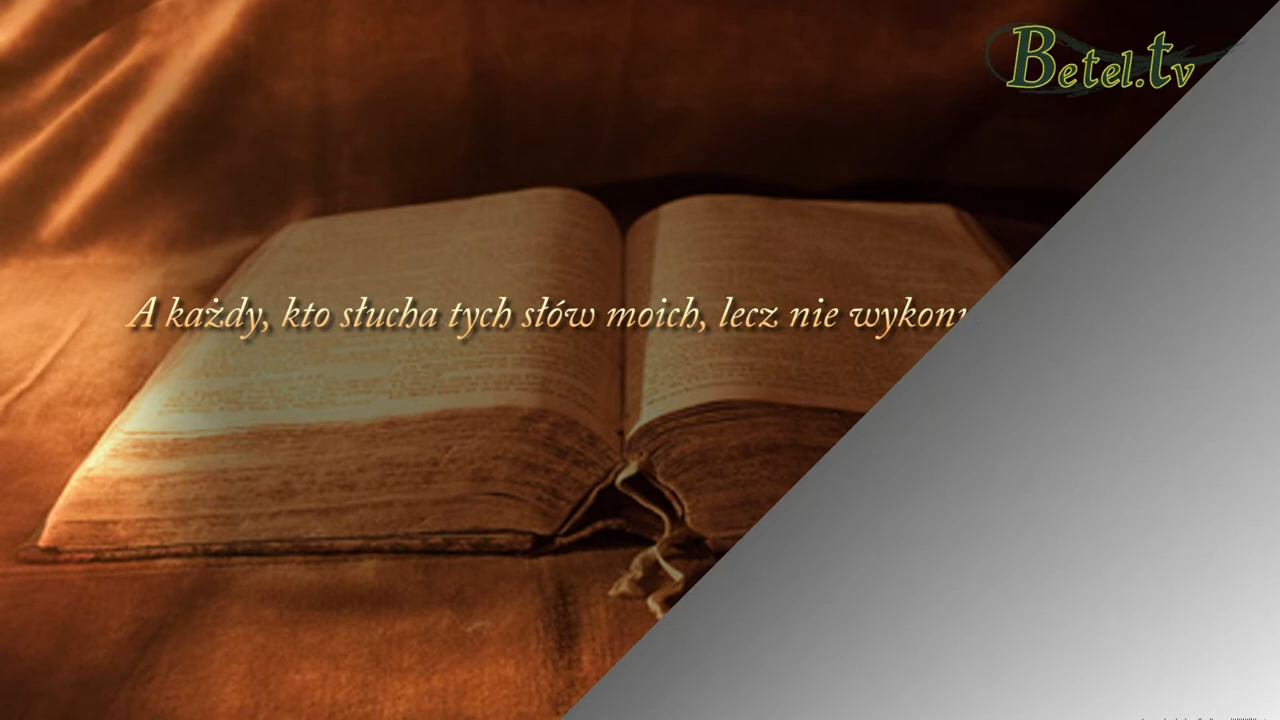 Betel.tv
A każdy, kto słucha tych słów moich, lecz nie